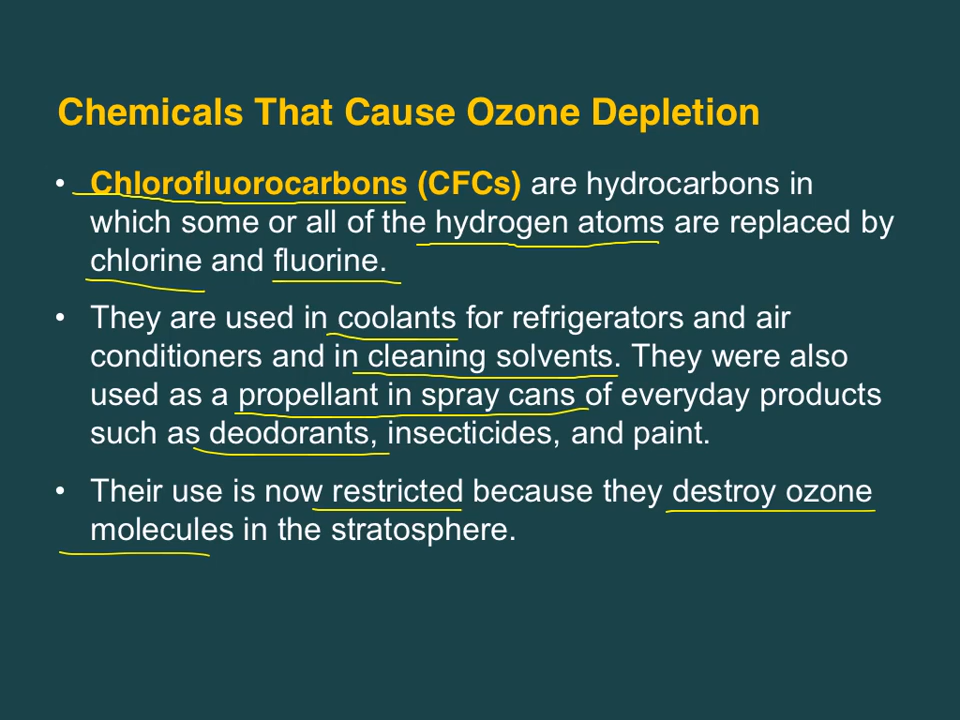 Chemicals That Cause Ozone Depletion
• Chlorofluorocarbons (CFCs) are hydrocarbons in
which some or all of the hydrogen atoms are replaced by
chlorine and fluorine.
• They are used in coolants for refrigerators and air
conditioners and in cleaning solvents. They were also
used as a propellant in spray cans of everyday products
such as deodorants, insecticides, and paint.
• Their use is now restricted because they destroy ozone
molecules in the stratosphere.